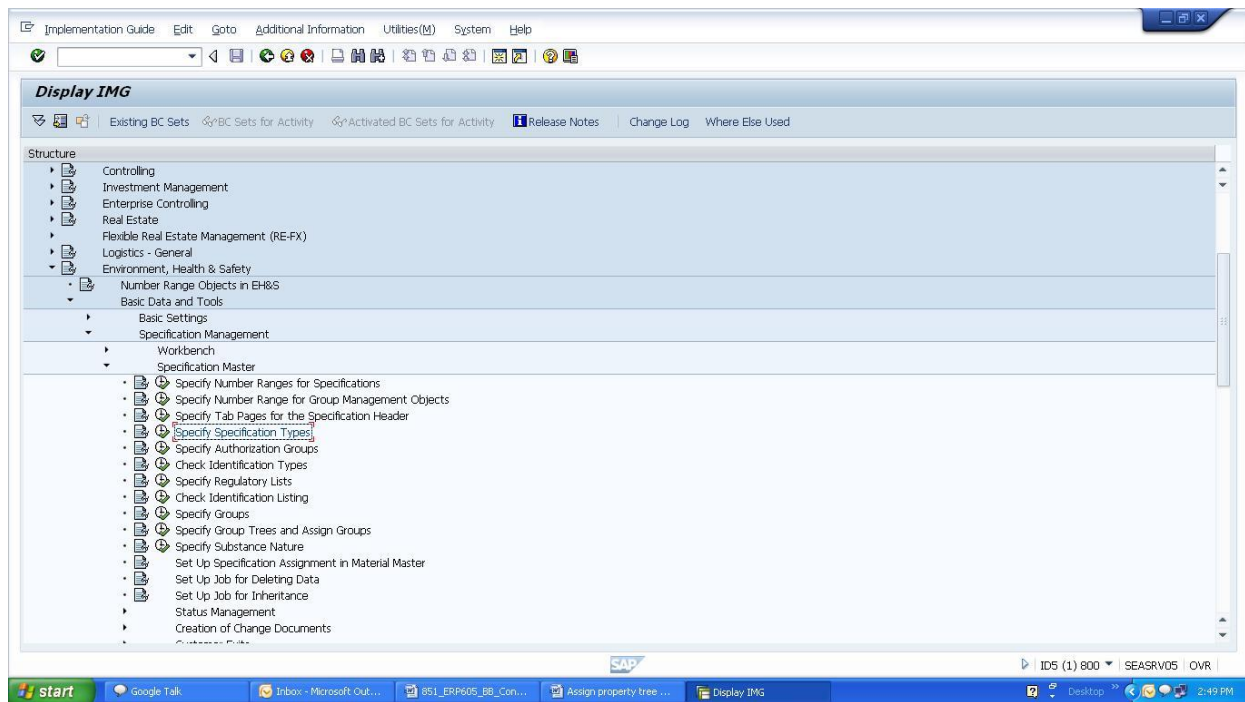 Implementation Guide Edit Goto Additional Information Utilities(M) System Help
Display IMG
Existing BC Sets BC Sets for Activity Activated BC Sets for Activity Release Notes Change Log Where Else Used
Structure
Controlling
Investment Management
Enterprise Controlling
Real Estate
Flexible Real Estate Management (RE-FX)
Logistics - General
Environment, Health & Safety
Number Range Objects in EH&S
Basic Data and Tools
Basic Settings
Specification Management
Workbench
Specification Master
Specify Number Ranges for Specifications
Specify Number Range for Group Management Objects
Specify Tab Pages for the Specification Header
Specify Specification Types
Specify Authorization Groups
Check Identification Types
Specify Regulatory Lists
Check Identification Listing
Specify Groups
Specify Group Trees and Assign Groups
Specify Substance Nature
Set Up Specification Assignment in Material Master
Set Up Job for Deleting Data
Set Up Job for Inheritance
Status Management
Creation of Change Documents
SAP ID5 (1) 800 SEASRV05 OVR
start Google Talk Inbox - Microsoft Out... 851_ERP605_BB_Con... Assign property tree ... Display IMG Desktop 2:49 PM